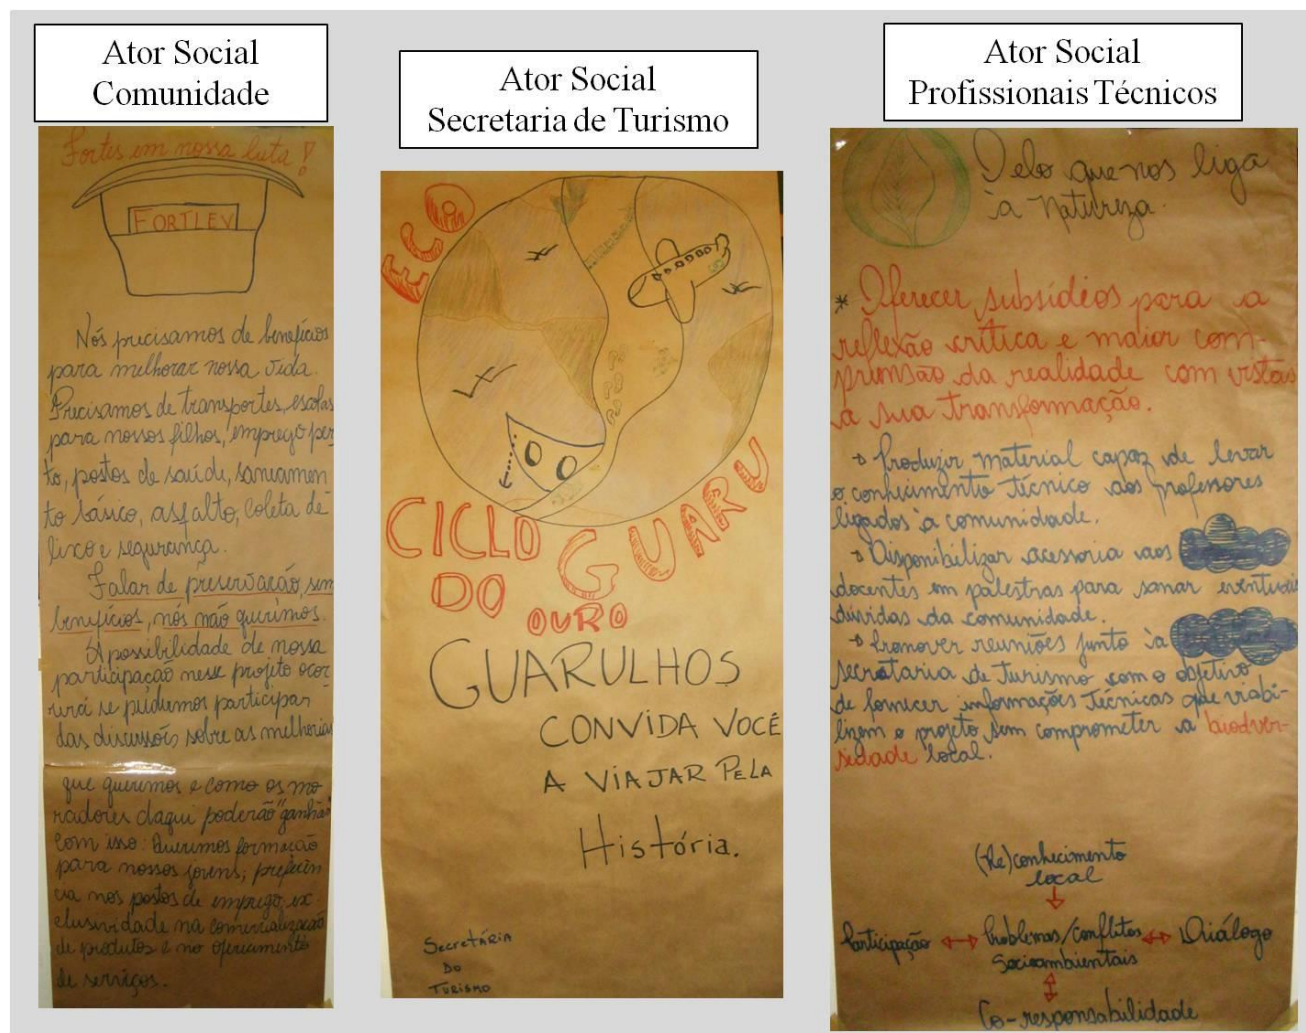 Ator Social
Comunidade
Fortes em nossa luta!
FORTLEV
Nós precisamos de benefícios
para melhorar nossa vida.
Precisamos de transportes, escolas
para nossos filhos, emprego per
to, postos de saúde, saneamen
to básico, asfalto, coleta de
lixo e segurança.
Falar de preservação, sem
benefícios, nós não queremos.
A possibilidade de nossa
participação nesse projeto ocor
rerá se pudermos participar
das discussões sobre as melhorias
que queremos e como os mo
radores daqui poderão "ganhar"
com isso: Queremos formação
para nossos jovens; preferên
cia nos postos de emprego, ex
clusividade na comercialização
de produtos e no oferecimento
de serviços.
Ator Social
Secretaria de Turismo
ECO
CICLO
DO
OURO
GUARU
GUARULHOS
CONVIDA VOCÊ
A VIAJAR PELA
História.
Secretária
DO
TURISMO
Ator Social
Profissionais Técnicos
Pelo que nos liga
à natureza.
* Oferecer subsídios para a
reflexão crítica e maior com-
preensão da realidade com vistas
a sua transformação.
→ Produzir material capaz de levar
o conhecimento técnico aos professores
ligados à comunidade.
→ Disponibilizar acessoria aos
docentes em palestras para sanar eventuais
dúvidas da comunidade.
→ Promover reuniões junto à
secretaria de Turismo com o objetivo
de fornecer informações técnicas que viabi-
lizem o projeto sem comprometer a biodiver-
sidade local.
(Re)conhecimento
local
Participação ↔ Problemas/conflitos ↔ Diálogo
socioambientais
Co-responsabilidade